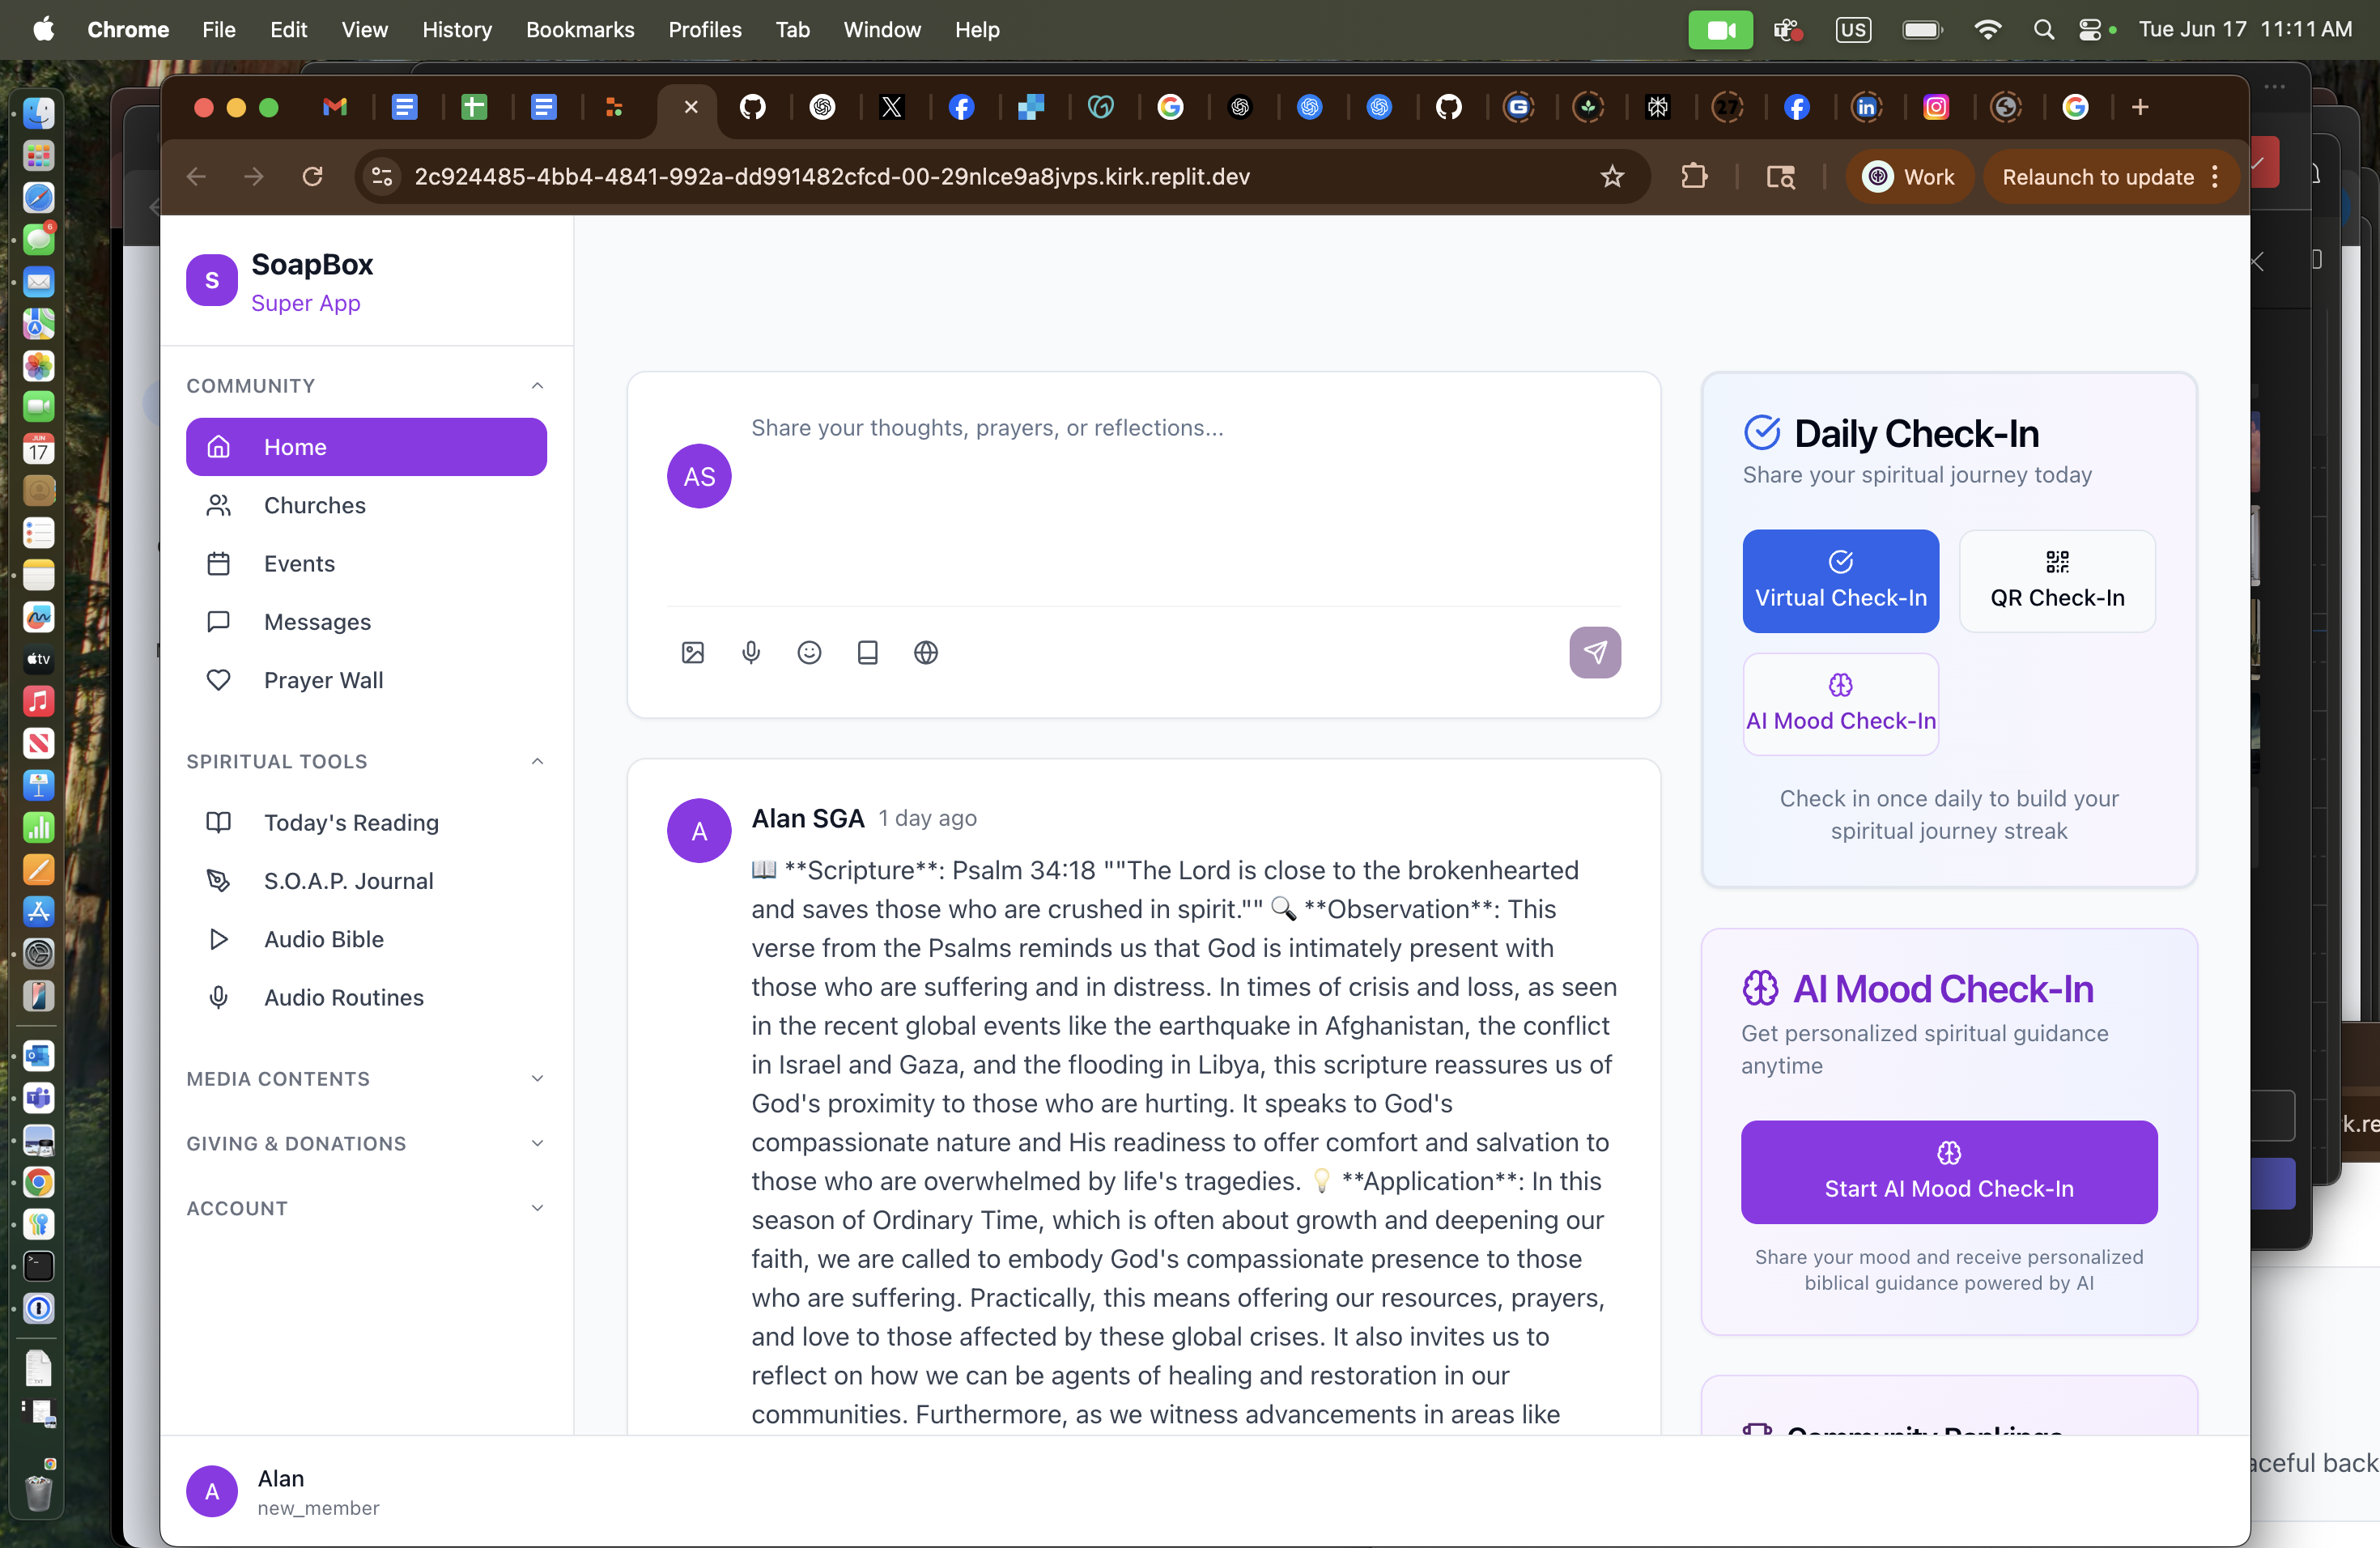 Chrome File Edit View History Bookmarks Profiles Tab Window Help US Tue Jun 17 11:11 AM
2c924485-4bb4-4841-992a-dd991482cfcd-00-29nlce9a8jvps.kirk.replit.dev
Work
Relaunch to update
S
SoapBox
Super App
COMMUNITY
Home
Churches
Events
Messages
Prayer Wall
SPIRITUAL TOOLS
Today's Reading
S.O.A.P. Journal
Audio Bible
Audio Routines
MEDIA CONTENTS
GIVING & DONATIONS
ACCOUNT
A
Alan
new_member
AS
Share your thoughts, prayers, or reflections...
A
Alan SGA 1 day ago
📖 **Scripture**: Psalm 34:18 ""The Lord is close to the brokenhearted
and saves those who are crushed in spirit."" 🔍 **Observation**: This
verse from the Psalms reminds us that God is intimately present with
those who are suffering and in distress. In times of crisis and loss, as seen
in the recent global events like the earthquake in Afghanistan, the conflict
in Israel and Gaza, and the flooding in Libya, this scripture reassures us of
God's proximity to those who are hurting. It speaks to God's
compassionate nature and His readiness to offer comfort and salvation to
those who are overwhelmed by life's tragedies. 💡 **Application**: In this
season of Ordinary Time, which is often about growth and deepening our
faith, we are called to embody God's compassionate presence to those
who are suffering. Practically, this means offering our resources, prayers,
and love to those affected by these global crises. It also invites us to
reflect on how we can be agents of healing and restoration in our
communities. Furthermore, as we witness advancements in areas like
Daily Check-In
Share your spiritual journey today
Virtual Check-In
QR Check-In
AI Mood Check-In
Check in once daily to build your
spiritual journey streak
AI Mood Check-In
Get personalized spiritual guidance
anytime
Start AI Mood Check-In
Share your mood and receive personalized
biblical guidance powered by AI
Community Rankings
k.re
aceful back
6
JUN
17
tv
27